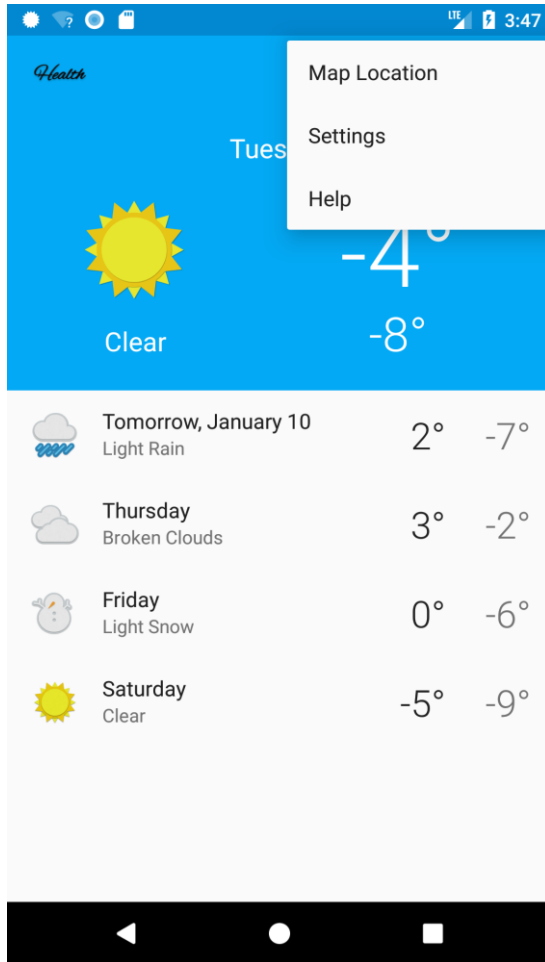 LTE 3:47
Health
Map Location
Settings
Help
Tues
-4°
Clear
-8°
Tomorrow, January 10
Light Rain
2° -7°
Thursday
Broken Clouds
3° -2°
Friday
Light Snow
0° -6°
Saturday
Clear
-5° -9°